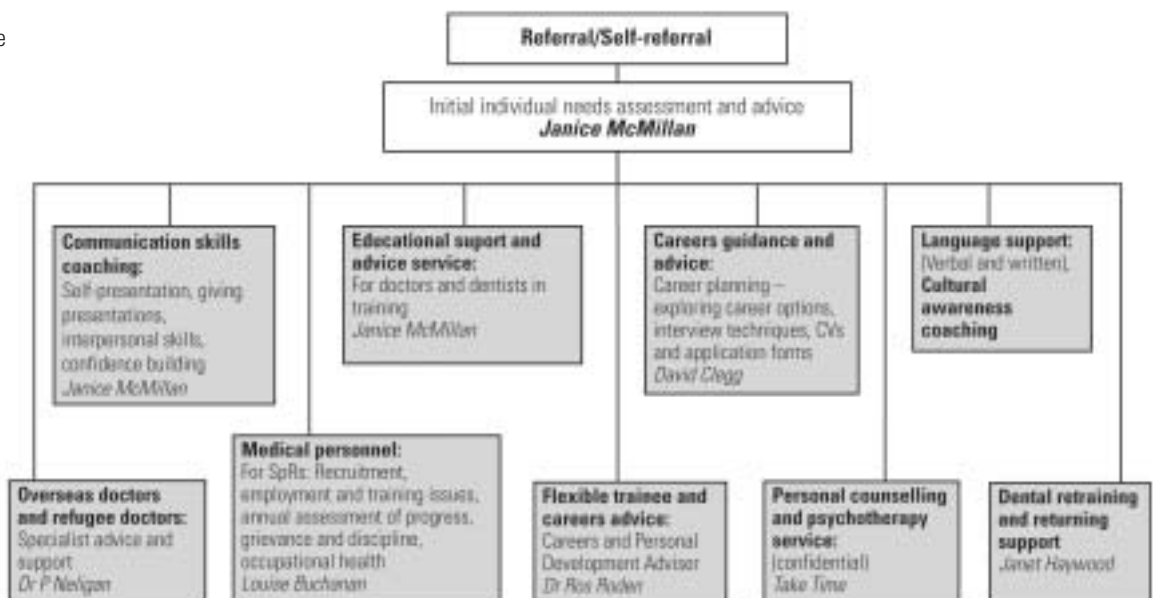 e
Referral/Self-referral
Initial individual needs assessment and advice
Janice McMillan
Communication skills
coaching:
Self-presentation, giving
presentations,
interpersonal skills,
confidence building
Janice McMillan
Educational suport and
advice service:
For doctors and dentists in
training
Janice McMillan
Careers guidance and
advice:
Career planning –
exploring career options,
interview techniques, CVs
and application forms
David Clegg
Language support:
(Verbal and written),
Cultural
awareness
coaching
Overseas doctors
and refugee doctors:
Specialist advice and
support
Dr P Neligan
Medical personnel:
For SpRs: Recruitment,
employment and training issues,
annual assessment of progress,
grievance and discipline,
occupational health
Louise Buchanan
Flexible trainee and
careers advice:
Careers and Personal
Development Adviser
Dr Ros Roden
Personal counselling
and psychotherapy
service:
(confidential)
Take Time
Dental retraining
and returning
support
Janet Haywood